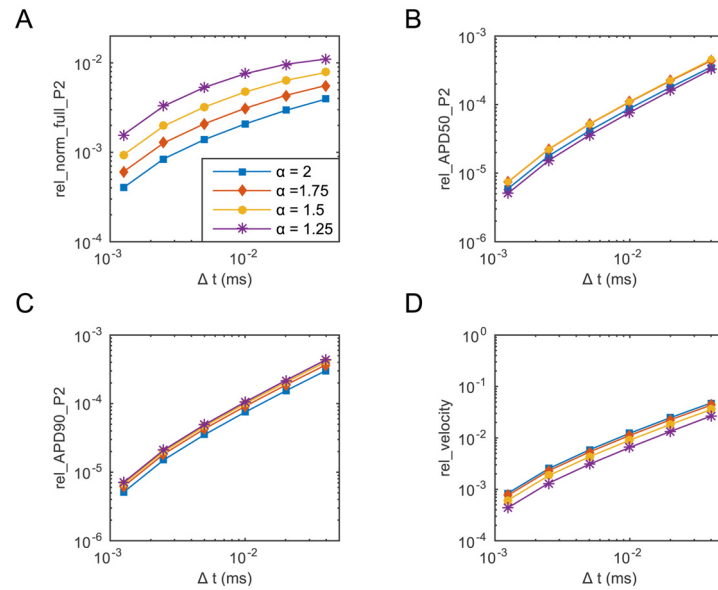 A
rel_norm_full_P2
10⁻²
10⁻³
10⁻⁴
10⁻³
10⁻²
Δ t (ms)
α = 2
α =1.75
α = 1.5
α = 1.25
B
rel_APD50_P2
10⁻³
10⁻⁴
10⁻⁵
10⁻⁶
10⁻³
10⁻²
Δ t (ms)
C
rel_APD90_P2
10⁻³
10⁻⁴
10⁻⁵
10⁻⁶
10⁻³
10⁻²
Δ t (ms)
D
rel_velocity
10⁰
10⁻¹
10⁻²
10⁻³
10⁻⁴
10⁻³
10⁻²
Δ t (ms)